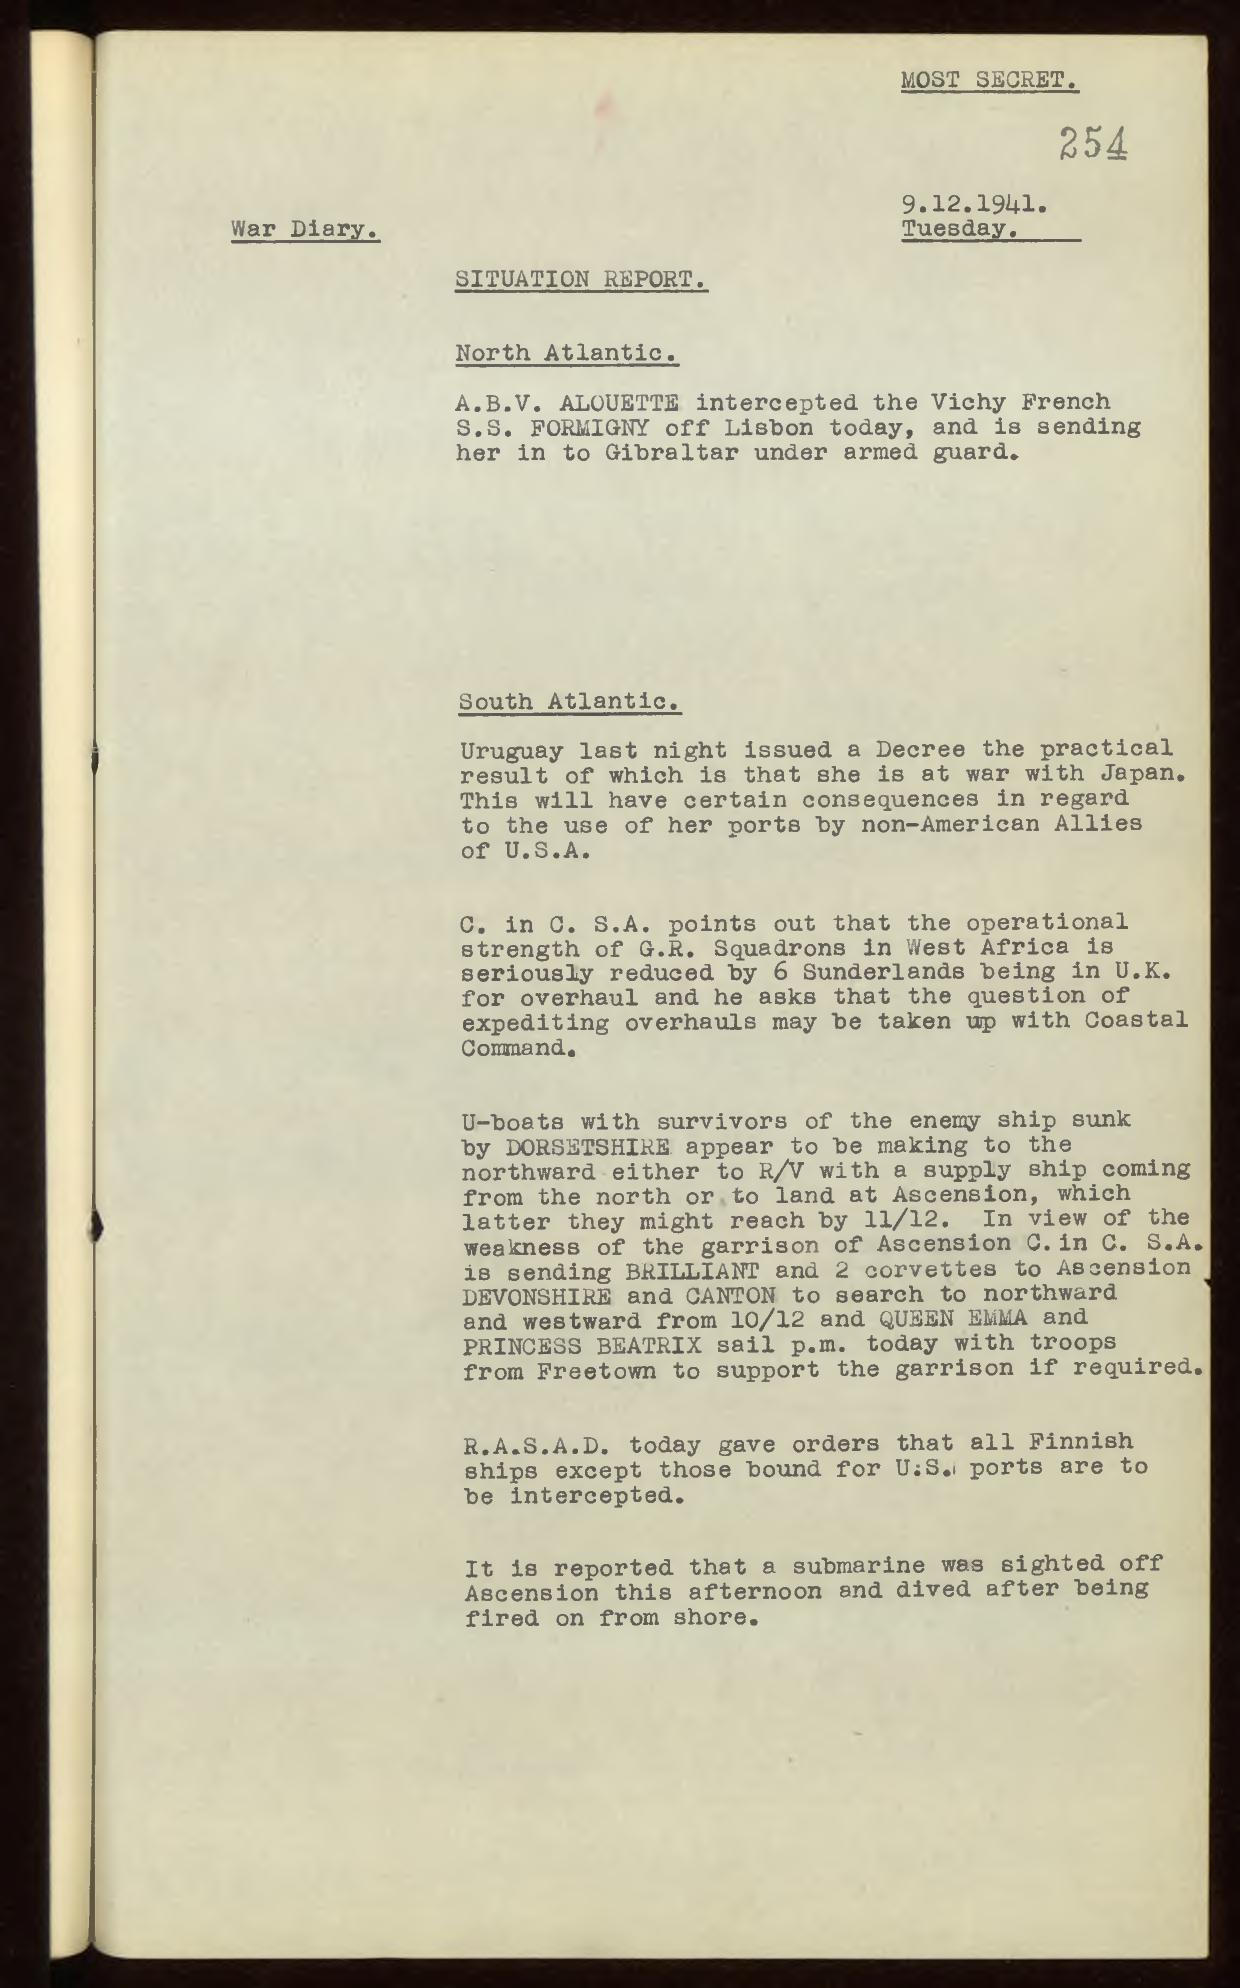 MOST SECRET.
254
9.12.1941.
War Diary.
Tuesday.
SITUATION REPORT.
North Atlantic.
A.B.V. ALOUETTE intercepted the Vichy French
S.S. FORMIGNY off Lisbon today, and is sending
her in to Gibraltar under armed guard.
South Atlantic.
Uruguay last night issued a Decree the practical
result of which is that she is at war with Japan.
This will have certain consequences in regard
to the use of her ports by non-American Allies
of U.S.A.
C. in C. S.A. points out that the operational
strength of G.R. Squadrons in West Africa is
seriously reduced by 6 Sunderlands being in U.K.
for overhaul and he asks that the question of
expediting overhauls may be taken up with Coastal
Command.
U-boats with survivors of the enemy ship sunk
by DORSETSHIRE appear to be making to the
northward either to R/V with a supply ship coming
from the north or to land at Ascension, which
latter they might reach by 11/12. In view of the
weakness of the garrison of Ascension C. in C. S.A.
is sending BRILLIANT and 2 corvettes to Ascension
DEVONSHIRE and CANTON to search to northward
and westward from 10/12 and QUEEN EMMA and
PRINCESS BEATRIX sail p.m. today with troops
from Freetown to support the garrison if required.
R.A.S.A.D. today gave orders that all Finnish
ships except those bound for U.S. ports are to
be intercepted.
It is reported that a submarine was sighted off
Ascension this afternoon and dived after being
fired on from shore.